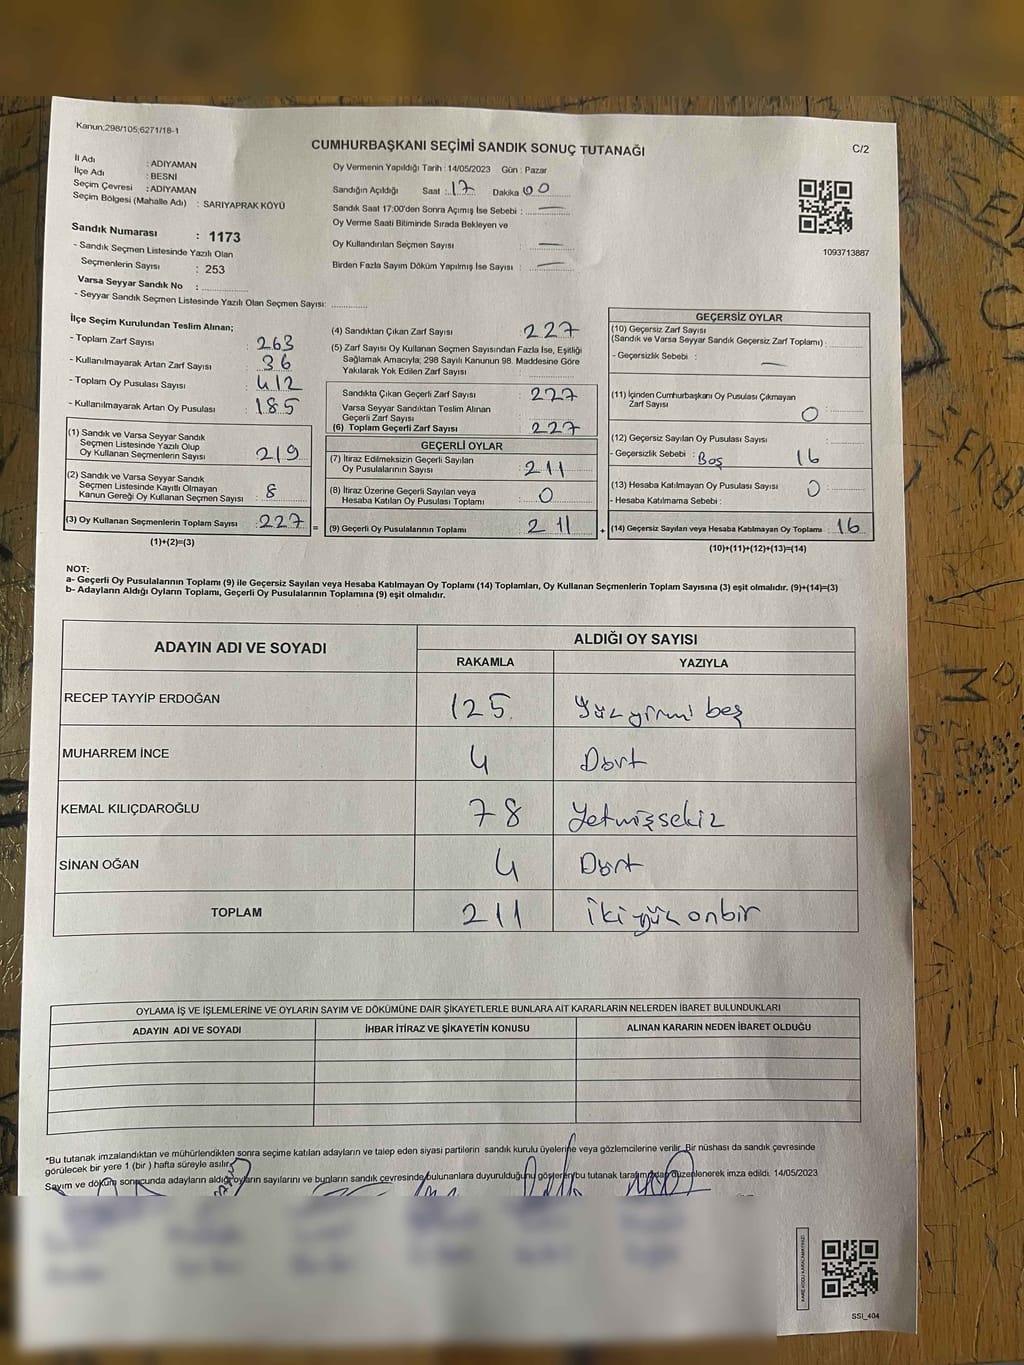 Kanun;298/105;6271/18-1
CUMHURBAŞKANI SEÇİMİ SANDIK SONUÇ TUTANAĞI
C/2
İl Adı : ADIYAMAN
İlçe Adı : BESNİ
Seçim Çevresi : ADIYAMAN
Seçim Bölgesi (Mahalle Adı) : SARIYAPRAK KÖYÜ
Sandık Numarası : 1173
- Sandık Seçmen Listesinde Yazılı Olan
Seçmenlerin Sayısı : 253
Varsa Seyyar Sandık No :
- Seyyar Sandık Seçmen Listesinde Yazılı Olan Seçmen Sayısı:
Oy Vermenin Yapıldığı Tarih : 14/05/2023 Gün : Pazar
Sandığın Açıldığı Saat : 17 Dakika 00
Sandık Saat 17:00'den Sonra Açımış İse Sebebi : —
Oy Verme Saati Bitiminde Sırada Bekleyen ve
Oy Kullandırılan Seçmen Sayısı : —
Birden Fazla Sayım Döküm Yapılmış İse Sayısı : —
1093713887
İlçe Seçim Kurulundan Teslim Alınan;
- Toplam Zarf Sayısı : 263
- Kullanılmayarak Artan Zarf Sayısı : 36
- Toplam Oy Pusulası Sayısı : 412
- Kullanılmayarak Artan Oy Pusulası : 185
(1) Sandık ve Varsa Seyyar Sandık
Seçmen Listesinde Yazılı Olup
Oy Kullanan Seçmenlerin Sayısı : 219
(2) Sandık ve Varsa Seyyar Sandık
Seçmen Listesinde Kayıtlı Olmayan
Kanun Gereği Oy Kullanan Seçmen Sayısı : 8
(3) Oy Kullanan Seçmenlerin Toplam Sayısı : 227 =
(1)+(2)=(3)
(4) Sandıktan Çıkan Zarf Sayısı : 227
(5) Zarf Sayısı Oy Kullanan Seçmen Sayısından Fazla İse, Eşitliği
Sağlamak Amacıyla; 298 Sayılı Kanunun 98. Maddesine Göre
Yakılarak Yok Edilen Zarf Sayısı :
Sandıkta Çıkan Geçerli Zarf Sayısı : 227
Varsa Seyyar Sandıktan Teslim Alınan
Geçerli Zarf Sayısı :
(6) Toplam Geçerli Zarf Sayısı : 227
GEÇERLİ OYLAR
(7) İtiraz Edilmeksizin Geçerli Sayılan
Oy Pusulalarının Sayısı : 211
(8) İtiraz Üzerine Geçerli Sayılan veya
Hesaba Katılan Oy Pusulası Toplamı : 0
(9) Geçerli Oy Pusulalarının Toplamı : 211 +
GEÇERSİZ OYLAR
(10) Geçersiz Zarf Sayısı
(Sandık ve Varsa Seyyar Sandık Geçersiz Zarf Toplamı) :
- Geçersizlik Sebebi : —
(11) İçinden Cumhurbaşkanı Oy Pusulası Çıkmayan
Zarf Sayısı : 0
(12) Geçersiz Sayılan Oy Pusulası Sayısı :
- Geçersizlik Sebebi : Boş 16
(13) Hesaba Katılmayan Oy Pusulası Sayısı : 0
- Hesaba Katılmama Sebebi :
(14) Geçersiz Sayılan veya Hesaba Katılmayan Oy Toplamı : 16
(10)+(11)+(12)+(13)=(14)
NOT:
a- Geçerli Oy Pusulalarının Toplamı (9) ile Geçersiz Sayılan veya Hesaba Katılmayan Oy Toplamı (14) Toplamları, Oy Kullanan Seçmenlerin Toplam Sayısına (3) eşit olmalıdır. (9)+(14)=(3)
b- Adayların Aldığı Oyların Toplamı, Geçerli Oy Pusulalarının Toplamına (9) eşit olmalıdır.
ADAYIN ADI VE SOYADI ALDIĞI OY SAYISI
RAKAMLA YAZIYLA
RECEP TAYYİP ERDOĞAN 125 Yüz yirmi beş
MUHARREM İNCE 4 Dört
KEMAL KILIÇDAROĞLU 78 Yetmişsekiz
SİNAN OĞAN 4 Dört
TOPLAM 211 İkiyüz onbir
OYLAMA İŞ VE İŞLEMLERİNE VE OYLARIN SAYIM VE DÖKÜMÜNE DAİR ŞİKAYETLERLE BUNLARA AİT KARARLARIN NELERDEN İBARET BULUNDUKLARI
ADAYIN ADI VE SOYADI İHBAR İTİRAZ VE ŞİKAYETİN KONUSU ALINAN KARARIN NEDEN İBARET OLDUĞU
*Bu tutanak imzalandıktan ve mühürlendikten sonra seçime katılan adayların ve talep eden siyasi partilerin sandık kurulu üyelerine veya gözlemcilerine verilir. Bir nüshası da sandık çevresinde
görülecek bir yere 1 (bir ) hafta süreyle asılır.
Sayım ve döküm sonucunda adayların aldığı oyların sayılarını ve bunların sandık çevresinde bulunanlara duyurulduğunu gösteren bu tutanak tarafımızdan düzenlenerek imza edildi. 14/05/2023
SSI_404